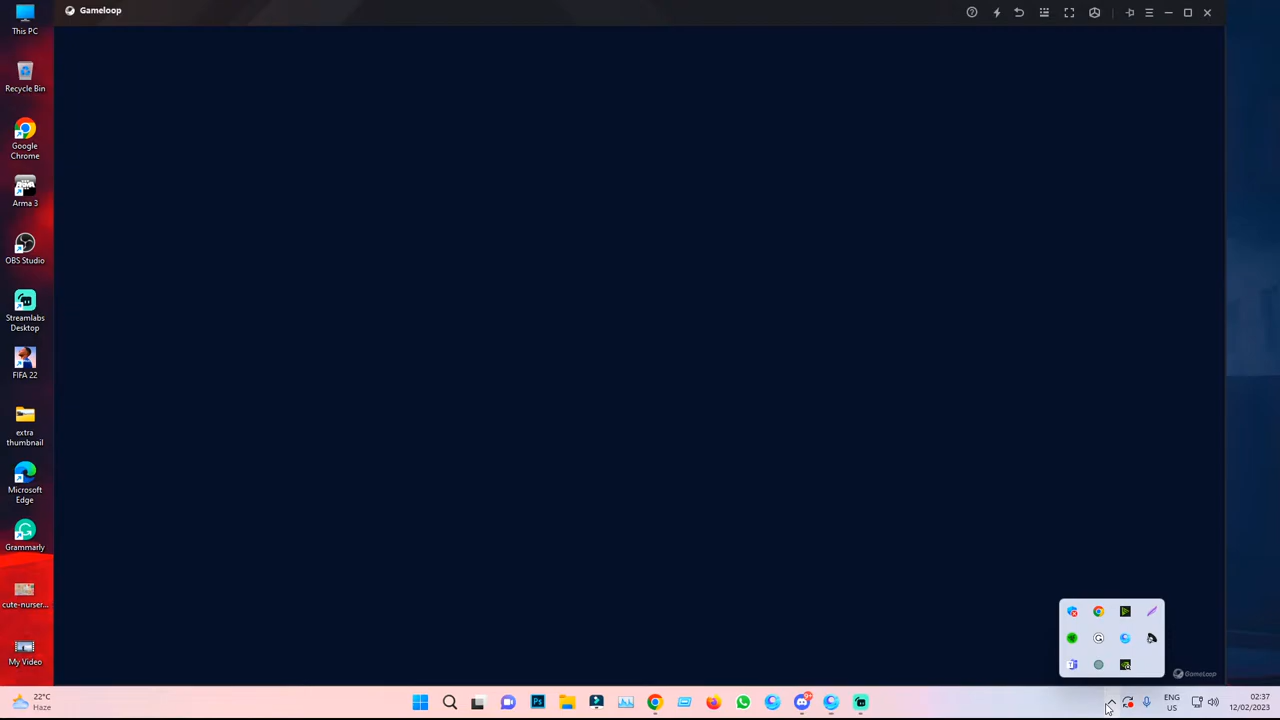 Gameloop
This PC
Recycle Bin
Google
Chrome
Arma 3
OBS Studio
Streamlabs
Desktop
FIFA 22
extra
thumbnail
Microsoft
Edge
Grammarly
cute-nurser...
My Video
GameLoop
22°C
Haze
ENG
US
02:37
12/02/2023